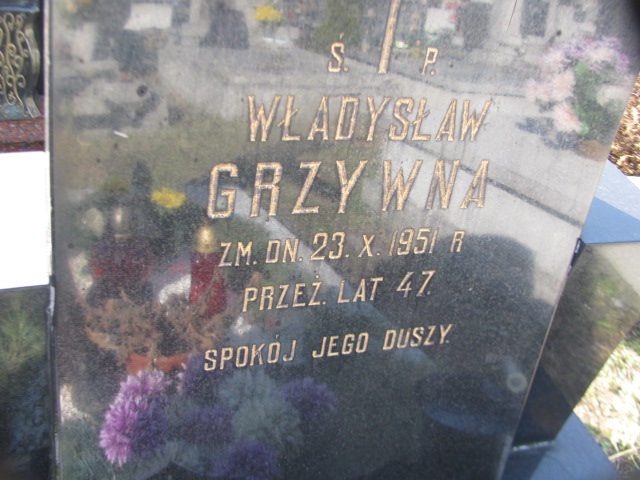 Ś. P.
WŁADYSŁAW
GRZYWNA
ZM. DN. 23. X. 1951 R
PRZEŻ. LAT 47.
SPOKÓJ JEGO DUSZY.